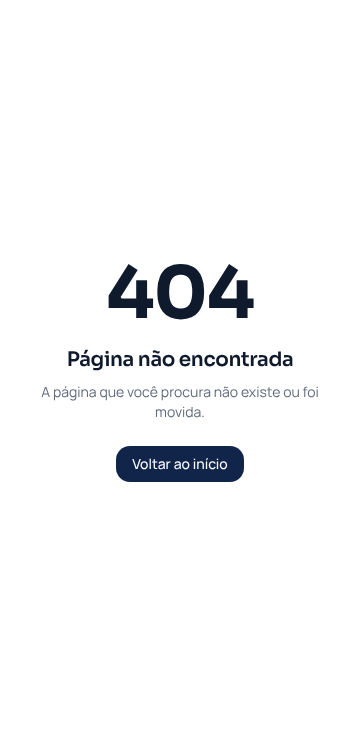 404
Página não encontrada
A página que você procura não existe ou foi
movida.
Voltar ao início